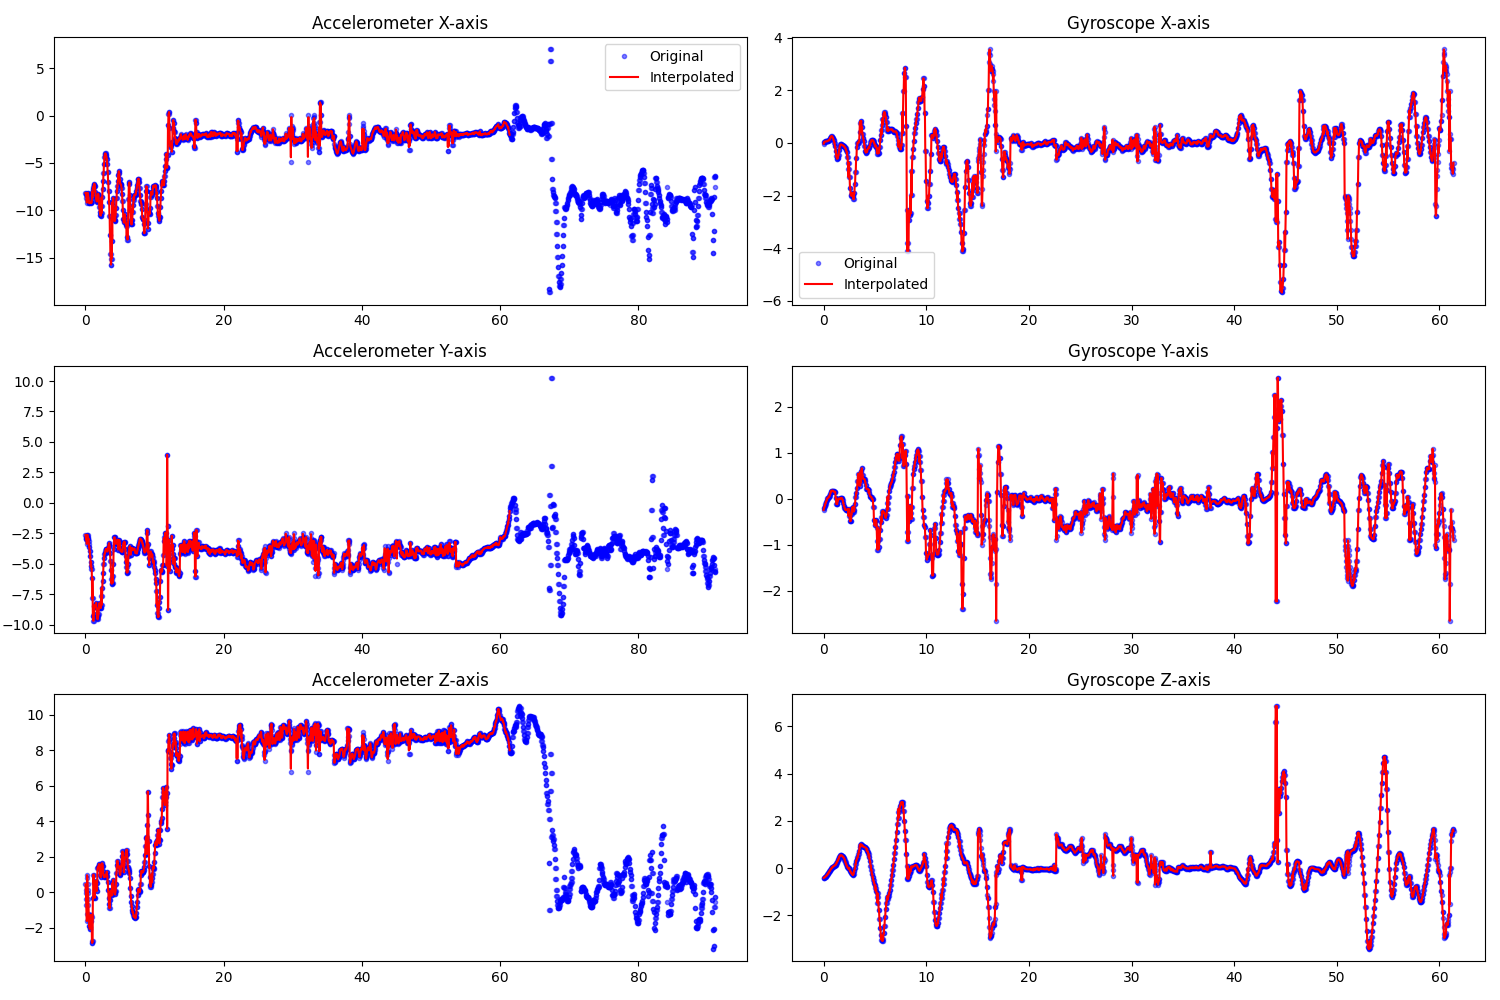 Accelerometer X-axis
5
0
−5
−10
−15
0 20 40 60 80
Original
Interpolated
Gyroscope X-axis
4
2
0
−2
−4
−6
0 10 20 30 40 50 60
Original
Interpolated
Accelerometer Y-axis
10.0
7.5
5.0
2.5
0.0
−2.5
−5.0
−7.5
−10.0
0 20 40 60 80
Gyroscope Y-axis
2
1
0
−1
−2
0 10 20 30 40 50 60
Accelerometer Z-axis
10
8
6
4
2
0
−2
0 20 40 60 80
Gyroscope Z-axis
6
4
2
0
−2
0 10 20 30 40 50 60